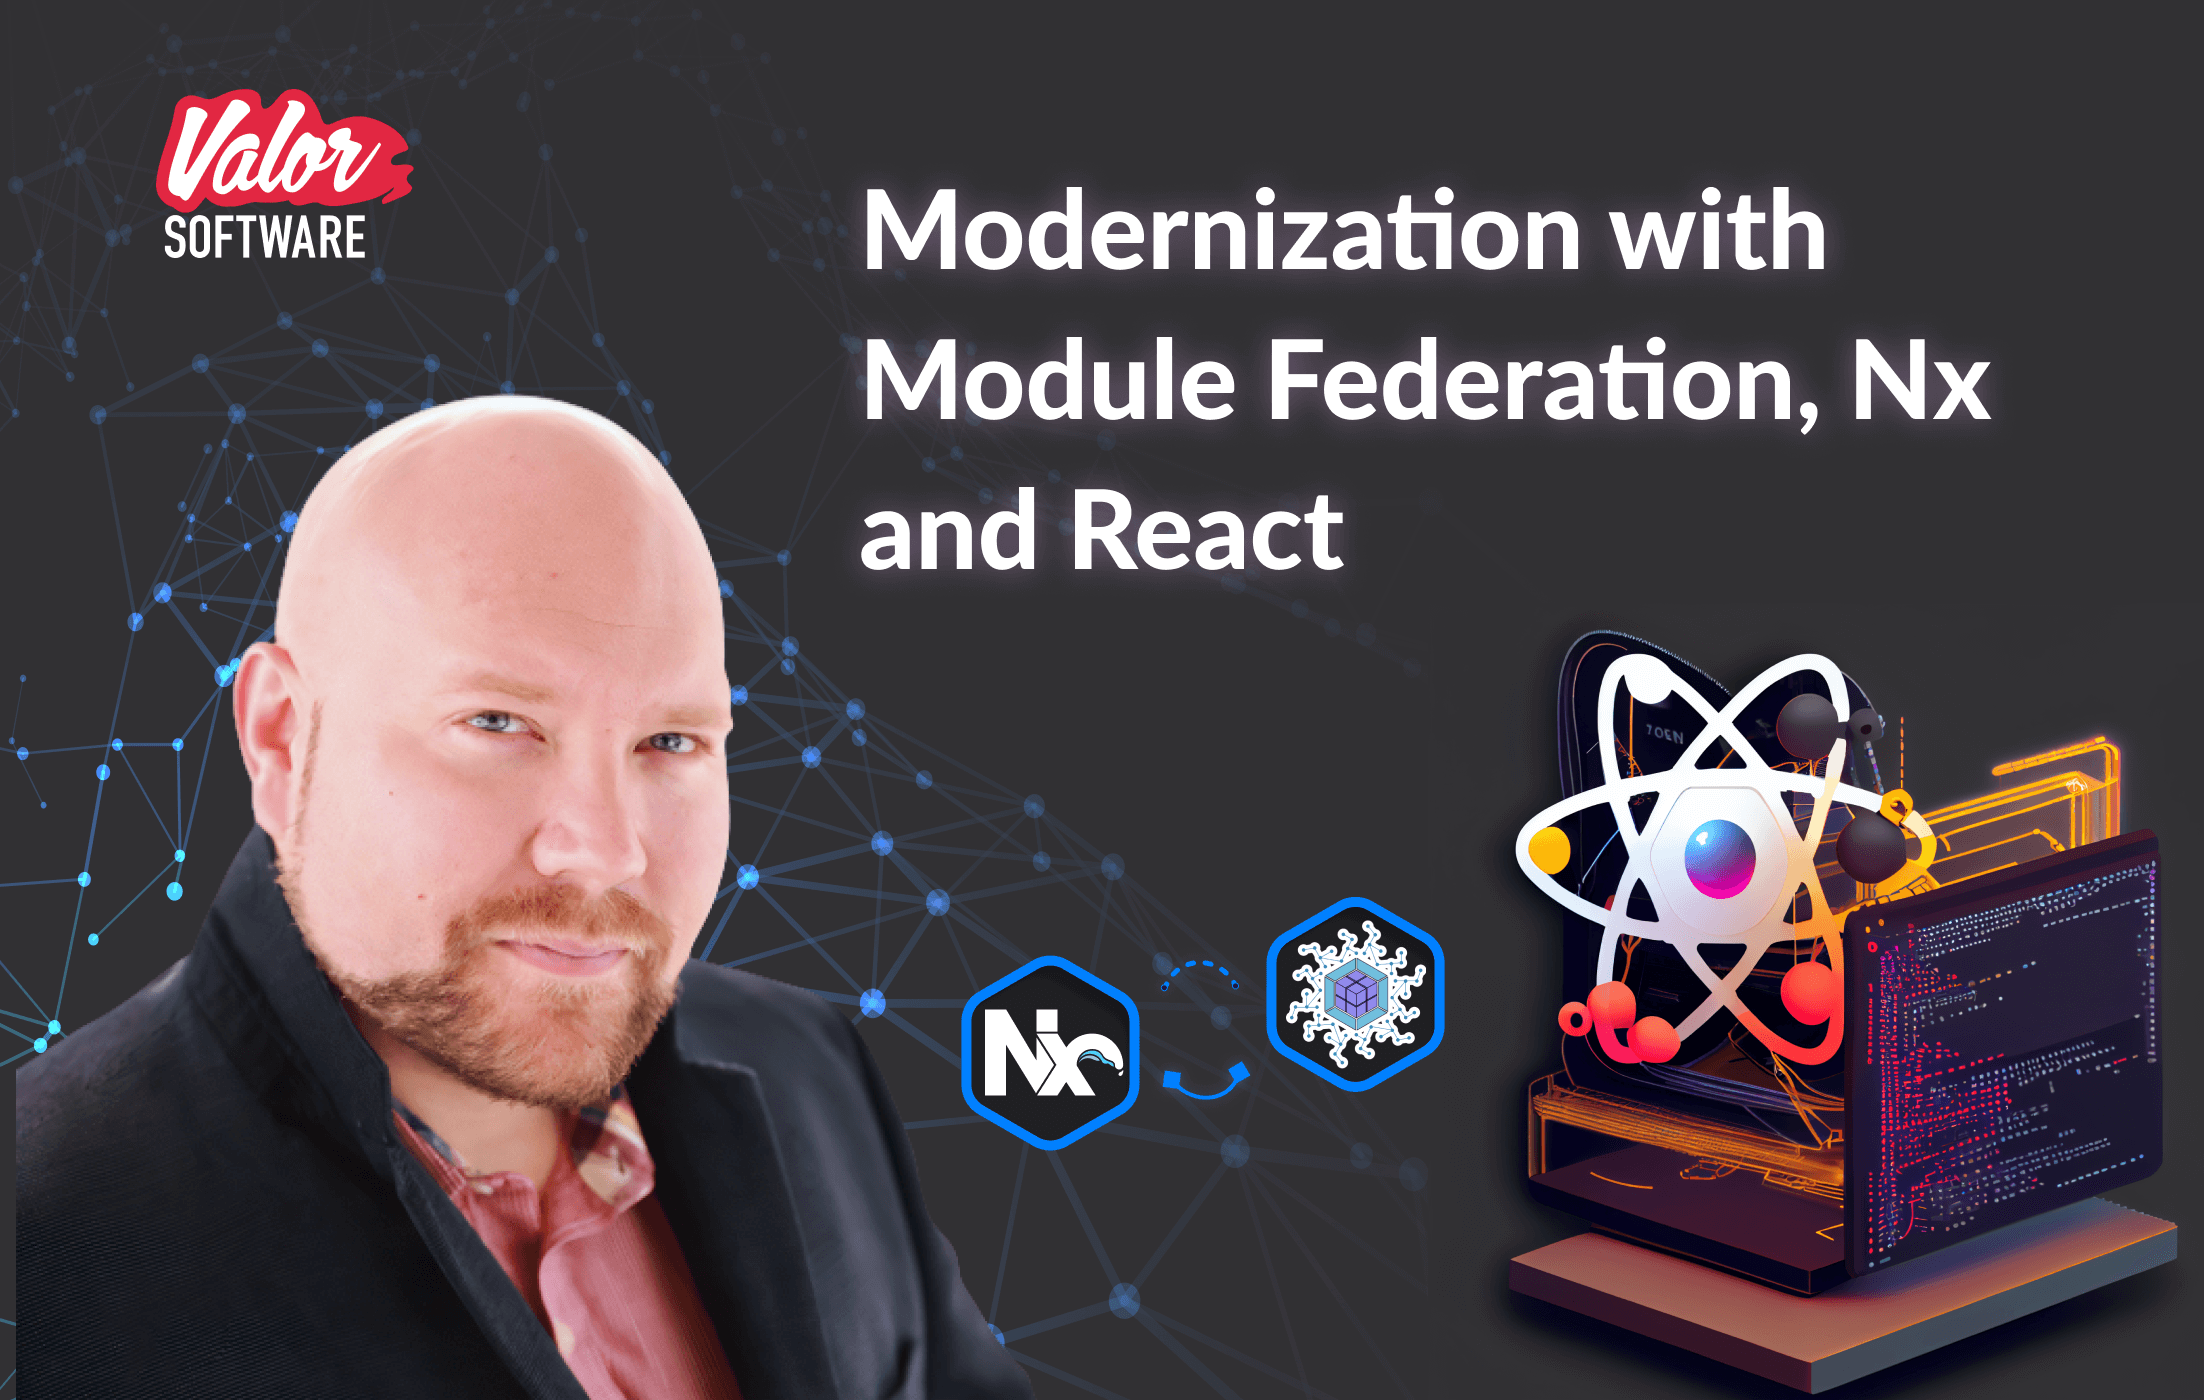 Valor
SOFTWARE
Modernization with
Module Federation, Nx
and React
Nx